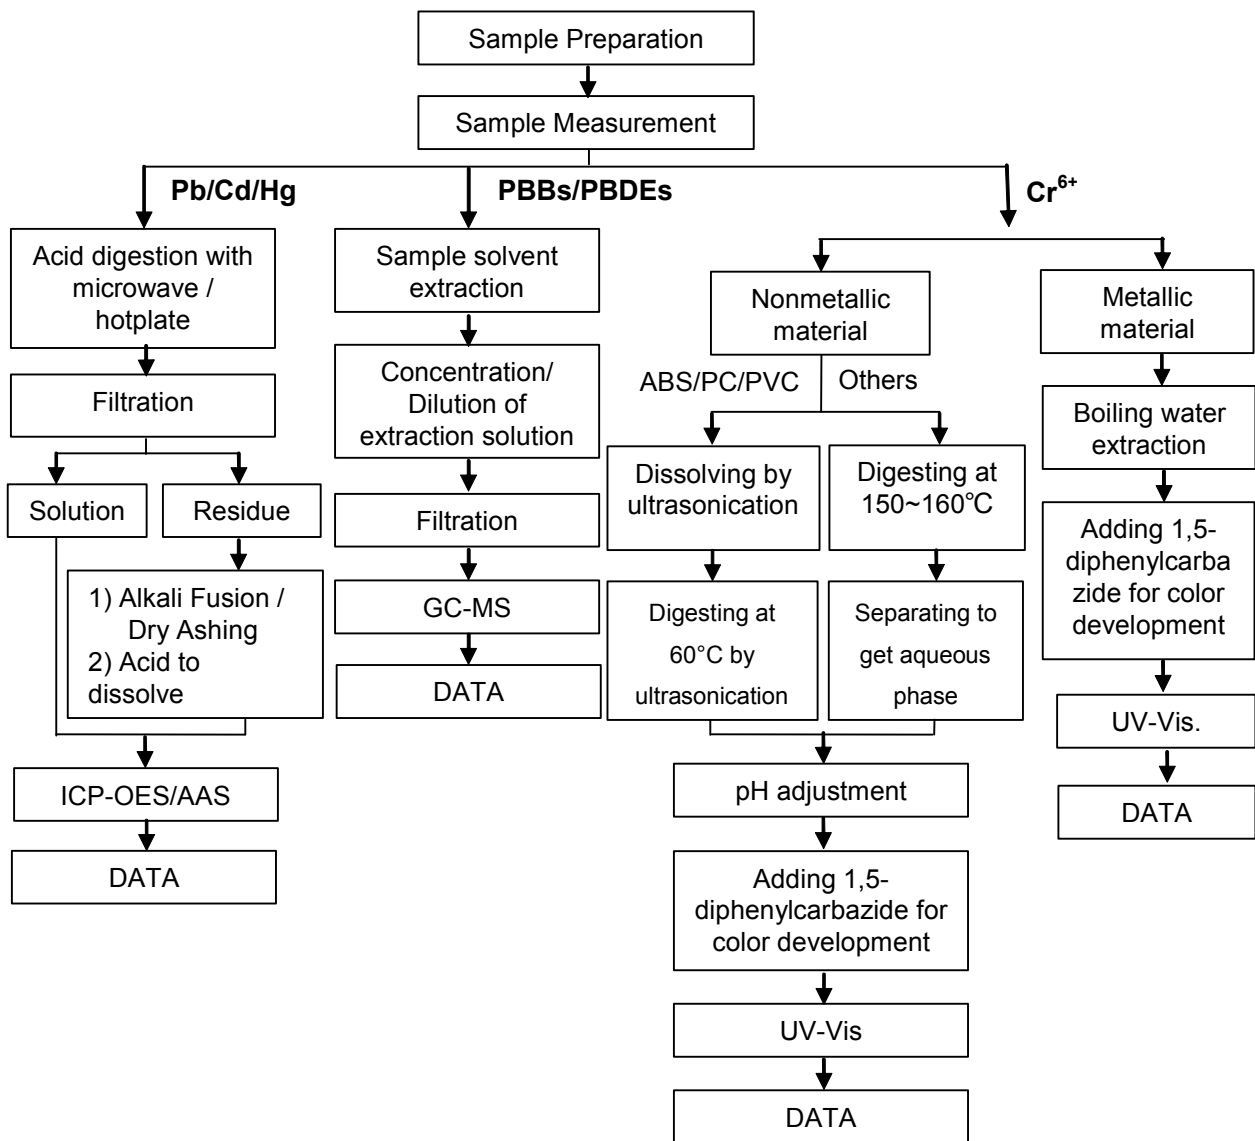 Sample Preparation
Sample Measurement
Pb/Cd/Hg
PBBs/PBDEs
Cr⁶⁺
Acid digestion with
microwave /
hotplate
Filtration
Solution
Residue
1) Alkali Fusion /
Dry Ashing
2) Acid to
dissolve
ICP-OES/AAS
DATA
Sample solvent
extraction
Concentration/
Dilution of
extraction solution
Filtration
GC-MS
DATA
Nonmetallic
material
ABS/PC/PVC
Others
Dissolving by
ultrasonication
Digesting at
60°C by
ultrasonication
Digesting at
150~160℃
Separating to
get aqueous
phase
pH adjustment
Adding 1,5-
diphenylcarbazide for
color development
UV-Vis
DATA
Metallic
material
Boiling water
extraction
Adding 1,5-
diphenylcarba
zide for color
development
UV-Vis.
DATA